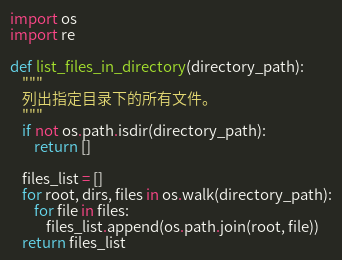 import os
import re

def list_files_in_directory(directory_path):
    """
    列出指定目录下的所有文件。
    """
    if not os.path.isdir(directory_path):
        return []

    files_list = []
    for root, dirs, files in os.walk(directory_path):
        for file in files:
            files_list.append(os.path.join(root, file))
    return files_list